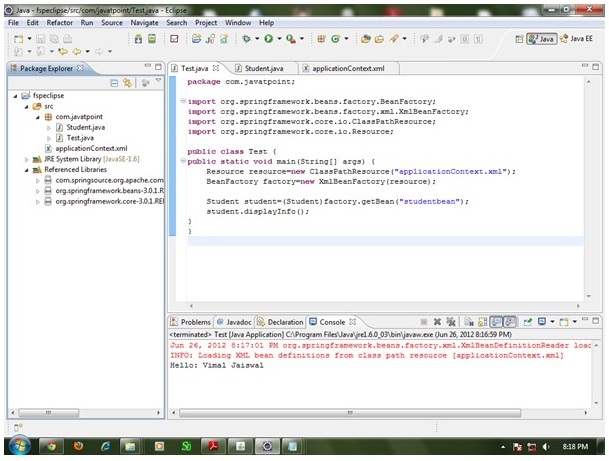 Java - fspeclipse/src/com/javatpoint/Test.java - Eclipse
File Edit Refactor Run Source Navigate Search Project Window Help
Java Java EE
Package Explorer
fspeclipse
src
com.javatpoint
Student.java
Test.java
applicationContext.xml
JRE System Library [JavaSE-1.6]
Referenced Libraries
com.springsource.org.apache.com
org.springframework.beans-3.0.1.R
org.springframework.core-3.0.1.REI
Test.java Student.java applicationContext.xml
package com.javatpoint;
import org.springframework.beans.factory.BeanFactory;
import org.springframework.beans.factory.xml.XmlBeanFactory;
import org.springframework.core.io.ClassPathResource;
import org.springframework.core.io.Resource;
public class Test {
public static void main(String[] args) {
Resource resource=new ClassPathResource("applicationContext.xml");
BeanFactory factory=new XmlBeanFactory(resource);
Student student=(Student)factory.getBean("studentbean");
student.displayInfo();
}
}
Problems Javadoc Declaration Console
<terminated> Test [Java Application] C:\Program Files\Java\jre1.6.0_03\bin\javaw.exe (Jun 26, 2012 8:16:59 PM)
Jun 26, 2012 8:17:01 PM org.springframework.beans.factory.xml.XmlBeanDefinitionReader load
INFO: Loading XML bean definitions from class path resource [applicationContext.xml]
Hello: Vimal Jaiswal
8:18 PM